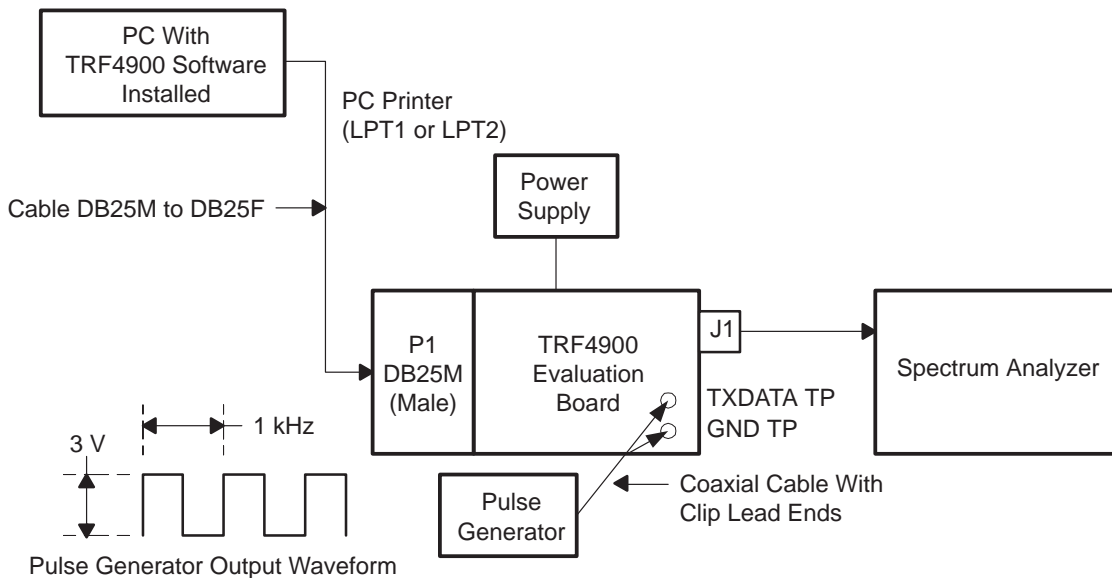 PC With
TRF4900 Software
Installed
PC Printer
(LPT1 or LPT2)
Cable DB25M to DB25F
Power
Supply
P1
DB25M
(Male)
TRF4900
Evaluation
Board
J1
Spectrum Analyzer
TXDATA TP
GND TP
1 kHz
3 V
Pulse
Generator
Coaxial Cable With
Clip Lead Ends
Pulse Generator Output Waveform